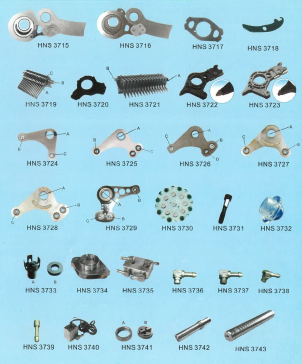 HNS 3715 HNS 3716 HNS 3717 HNS 3718
C B A B A B
HNS 3719 HNS 3720 HNS 3721 HNS 3722 HNS 3723
A A A A
HNS 3724 HNS 3725 HNS 3726 HNS 3727
A A
HNS 3728 HNS 3729 HNS 3730 HNS 3731 HNS 3732
A B
HNS 3733 HNS 3734 HNS 3735 HNS 3736 HNS 3737 HNS 3738
A B
HNS 3739 HNS 3740 HNS 3741 HNS 3742 HNS 3743